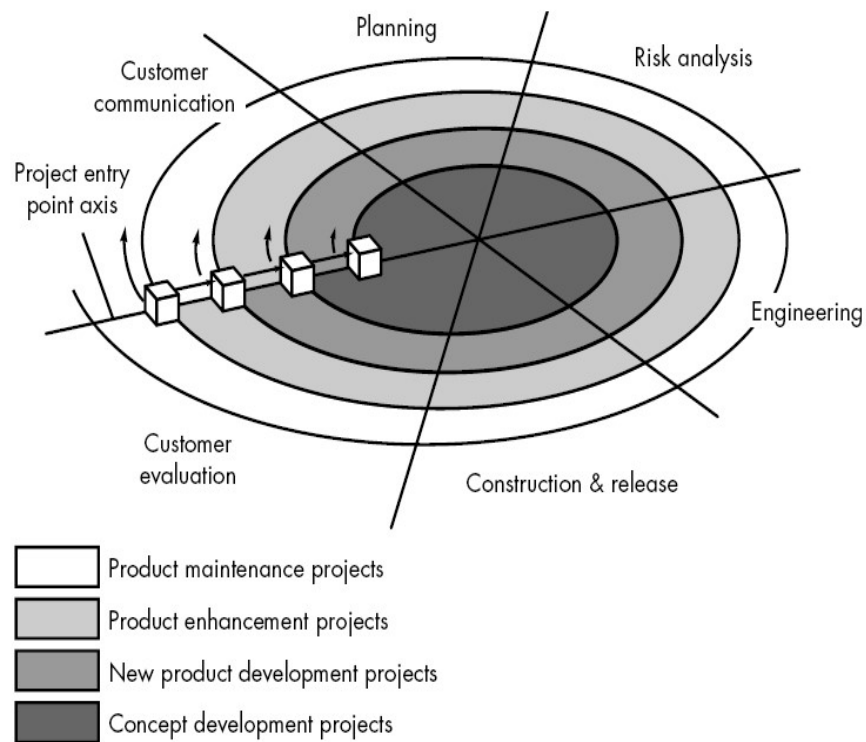 Planning
Risk analysis
Customer
communication
Project entry
point axis
Engineering
Customer
evaluation
Construction & release
Product maintenance projects
Product enhancement projects
New product development projects
Concept development projects